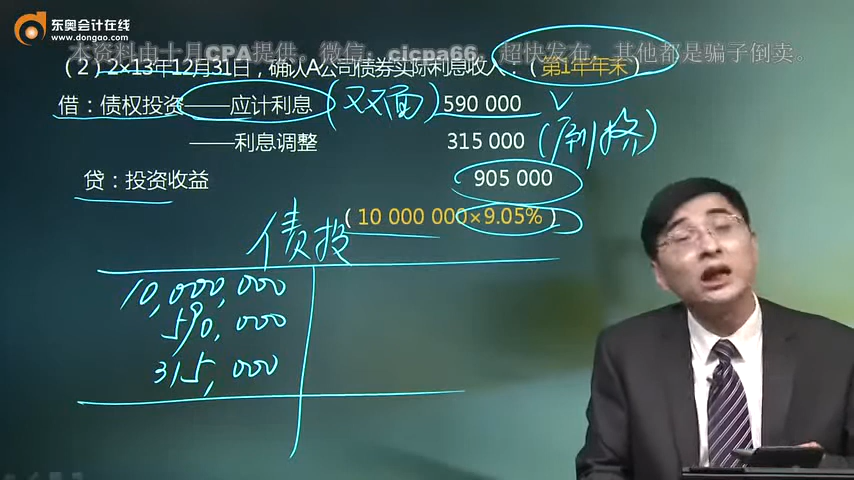 东奥会计在线
www.dongao.com
本资料由十月CPA提供。微信:cicpa66,超快发布,其他都是骗子倒卖。
(2)2×13年12月31日,确认A公司债券实际利息收入:(第1年年末)
借:债权投资——应计利息(双面)590 000
——利息调整 315 000
贷:投资收益 905 000
(10 000 000×9.05%)
债投
10,000,000
590,000
315,000